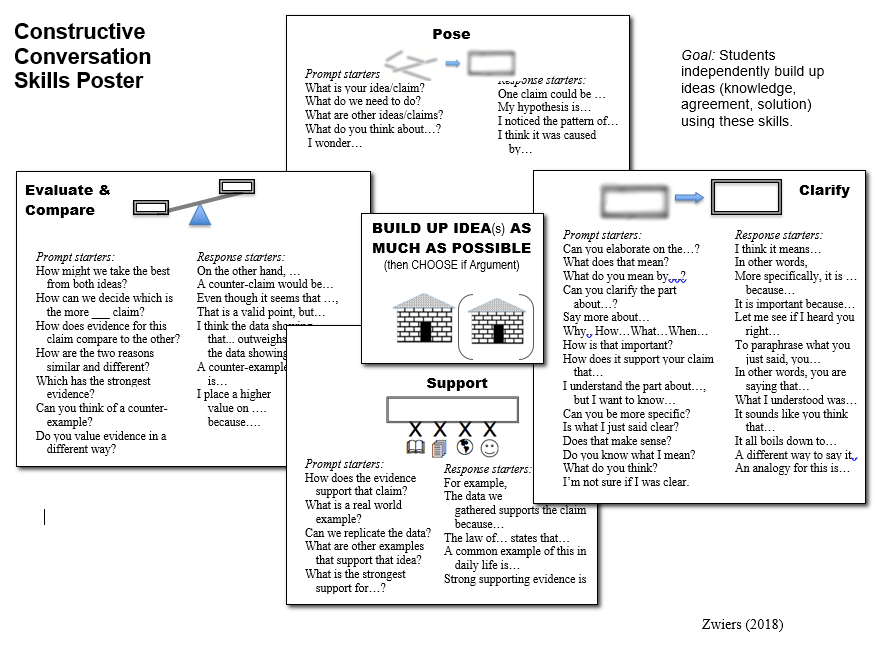 Constructive
Conversation
Skills Poster
Pose
Prompt starters
What is your idea/claim?
What do we need to do?
What are other ideas/claims?
What do you think about…?
I wonder…
Response starters:
One claim could be …
My hypothesis is…
I noticed the pattern of…
I think it was caused
by…
Goal: Students
independently build up
ideas (knowledge,
agreement, solution)
using these skills.
Evaluate &
Compare
Prompt starters:
How might we take the best
from both ideas?
How can we decide which is
the more ___ claim?
How does evidence for this
claim compare to the other?
How are the two reasons
similar and different?
Which has the strongest
evidence?
Can you think of a counter-
example?
Do you value evidence in a
different way?
Response starters:
On the other hand, …
A counter-claim would be…
Even though it seems that …,
That is a valid point, but…
I think the data showing
that... outweighs
the data showing
A counter-example
is…
I place a higher
value on ….
because….
BUILD UP IDEA(s) AS
MUCH AS POSSIBLE
(then CHOOSE if Argument)
Clarify
Prompt starters:
Can you elaborate on the…?
What does that mean?
What do you mean by…?
Can you clarify the part
about…?
Say more about…
Why, How…What…When…
How is that important?
How does it support your claim
that…
I understand the part about…,
but I want to know…
Can you be more specific?
Is what I just said clear?
Does that make sense?
Do you know what I mean?
What do you think?
I’m not sure if I was clear.
Response starters:
I think it means…
In other words,
More specifically, it is …
because…
It is important because…
Let me see if I heard you
right…
To paraphrase what you
just said, you…
In other words, you are
saying that…
What I understood was…
It sounds like you think
that…
It all boils down to…
A different way to say it,
An analogy for this is…
Support
X X X X
Prompt starters:
How does the evidence
support that claim?
What is a real world
example?
Can we replicate the data?
What are other examples
that support that idea?
What is the strongest
support for…?
Response starters:
For example,
The data we
gathered supports the claim
because…
The law of… states that…
A common example of this in
daily life is…
Strong supporting evidence is
Zwiers (2018)